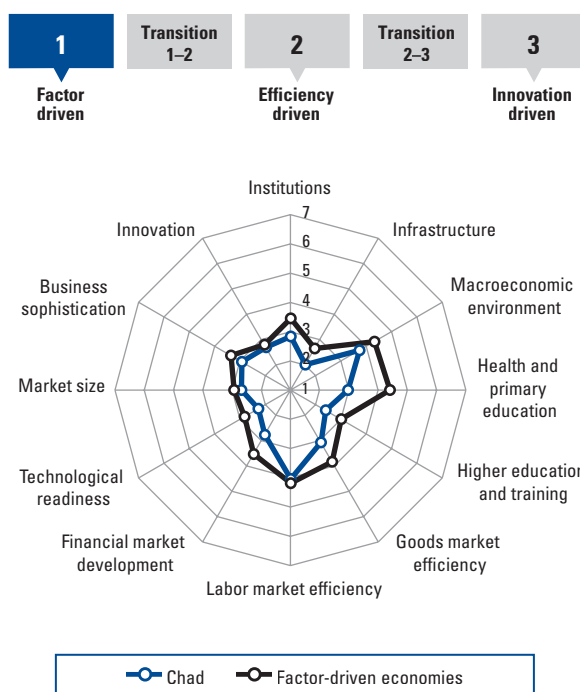 1
Transition
1–2
2
Transition
2–3
3
Factor
driven
Efficiency
driven
Innovation
driven
Institutions
7
Innovation
Infrastructure
6
5
Business
sophistication
Macroeconomic
environment
4
3
2
Market size
1
Health and
primary
education
Technological
readiness
Higher education
and training
Financial market
development
Goods market
efficiency
Labor market efficiency
Chad
Factor-driven economies